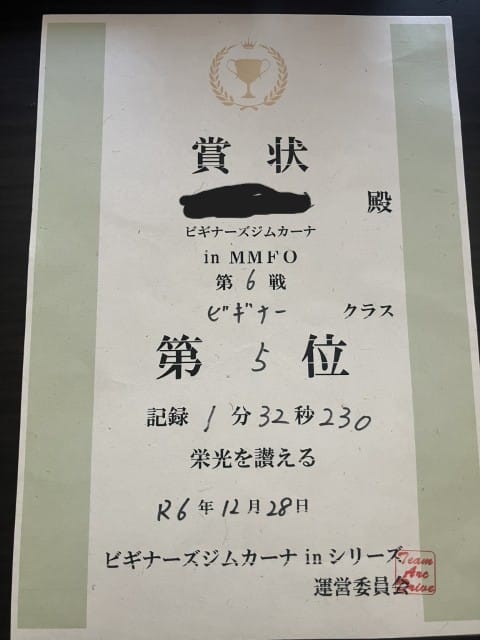 賞状
殿
ビギナーズジムカーナ
in MMFO
第6戦
ビギナー クラス
第5位
記録1分32秒230
栄光を讃える
R6年12月28日
ビギナーズジムカーナinシリーズ
運営委員会
Team
Arc
Drive